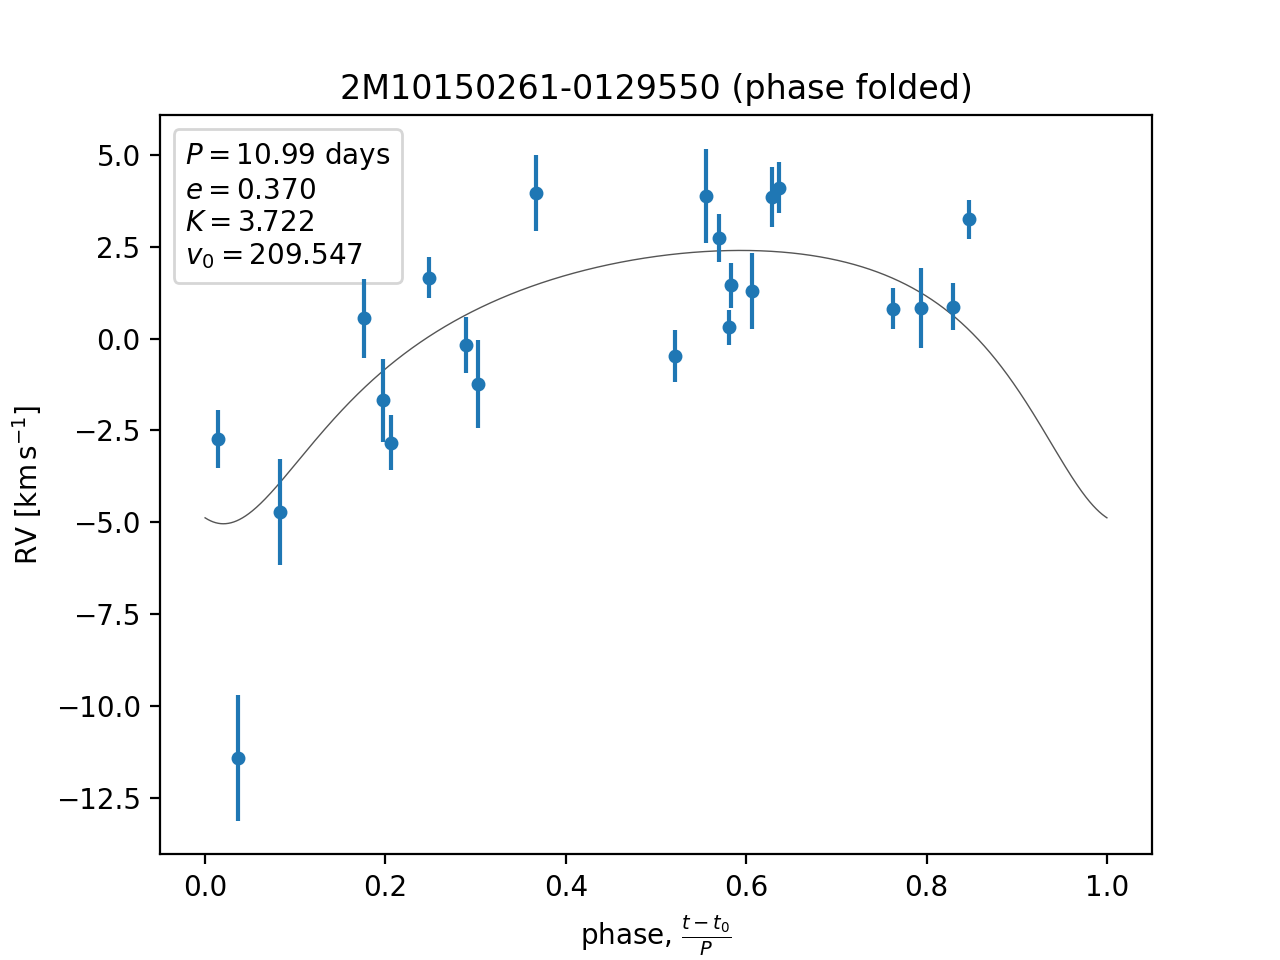 2M10150261-0129550 (phase folded)
P = 10.99 days
e = 0.370
K = 3.722
v₀ = 209.547
RV [km s⁻¹]
5.0
2.5
0.0
−2.5
−5.0
−7.5
−10.0
−12.5
0.0 0.2 0.4 0.6 0.8 1.0
phase, (t − t₀)/P